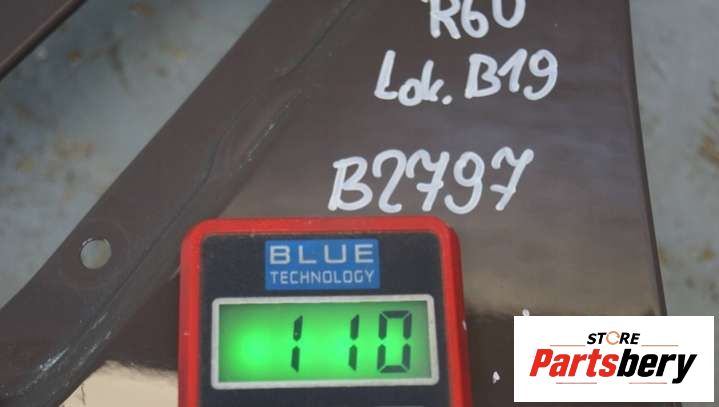 R60
Lok. B19
B2797
BLUE
TECHNOLOGY
110
STORE
Partsbery